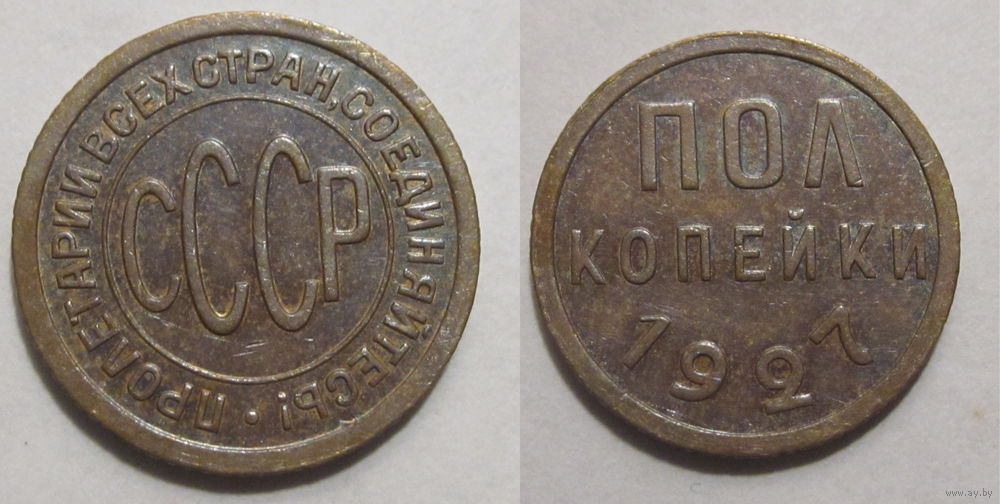 ПРОЛЕТАРИИ ВСЕХ СТРАН, СОЕДИНЯЙТЕСЬ!
СССР
ПОЛ
КОПЕЙКИ
1927
www.ay.by